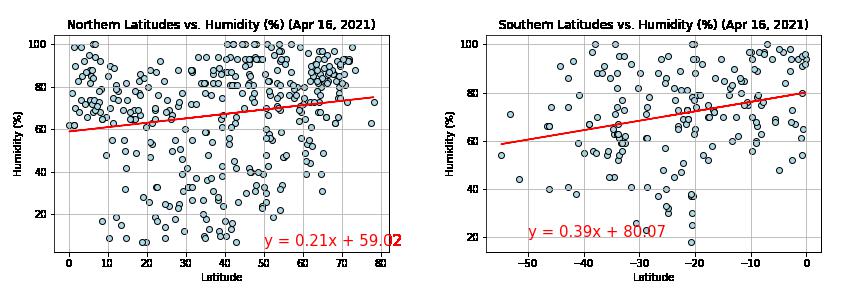 Northern Latitudes vs. Humidity (%) (Apr 16, 2021)
100
80
60
40
20
Humidity (%)
y = 0.21x + 59.02
0 10 20 30 40 50 60 70 80
Latitude
Southern Latitudes vs. Humidity (%) (Apr 16, 2021)
100
80
60
40
20
Humidity (%)
y = 0.39x + 80.07
−50 −40 −30 −20 −10 0
Latitude